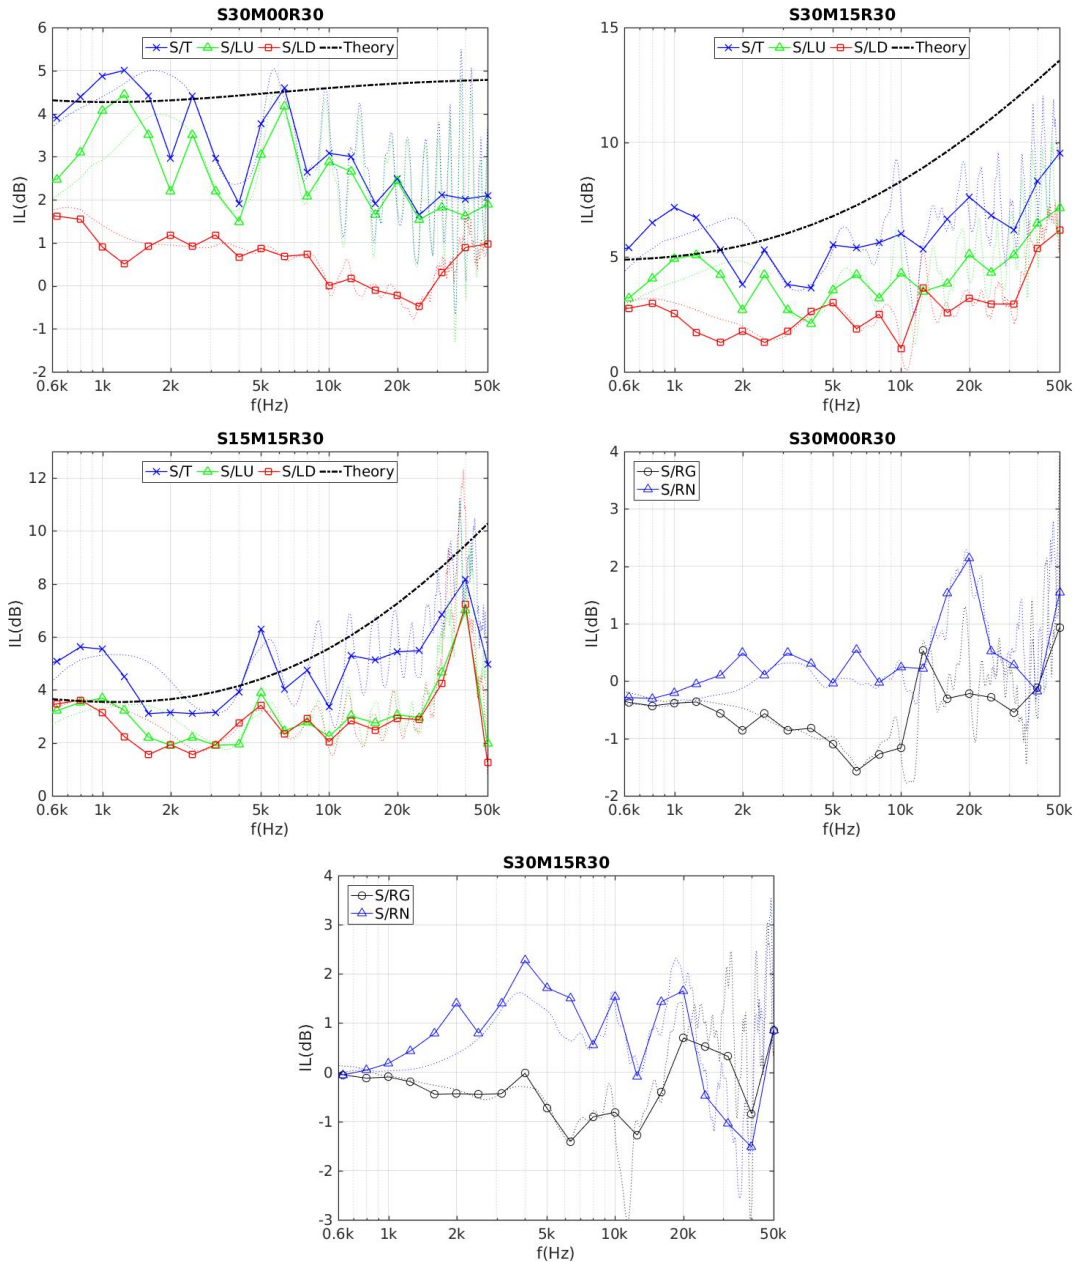 S30M00R30
S/T S/LU S/LD Theory
6
5
4
3
2
1
0
-1
-2
IL(dB)
0.6k 1k 2k 5k 10k 20k 50k
f(Hz)
S30M15R30
S/T S/LU S/LD Theory
15
10
5
0
IL(dB)
0.6k 1k 2k 5k 10k 20k 50k
f(Hz)
S15M15R30
S/T S/LU S/LD Theory
12
10
8
6
4
2
0
IL(dB)
0.6k 1k 2k 5k 10k 20k 50k
f(Hz)
S30M00R30
S/RG
S/RN
4
3
2
1
0
-1
-2
IL(dB)
0.6k 1k 2k 5k 10k 20k 50k
f(Hz)
S30M15R30
S/RG
S/RN
4
3
2
1
0
-1
-2
-3
IL(dB)
0.6k 1k 2k 5k 10k 20k 50k
f(Hz)